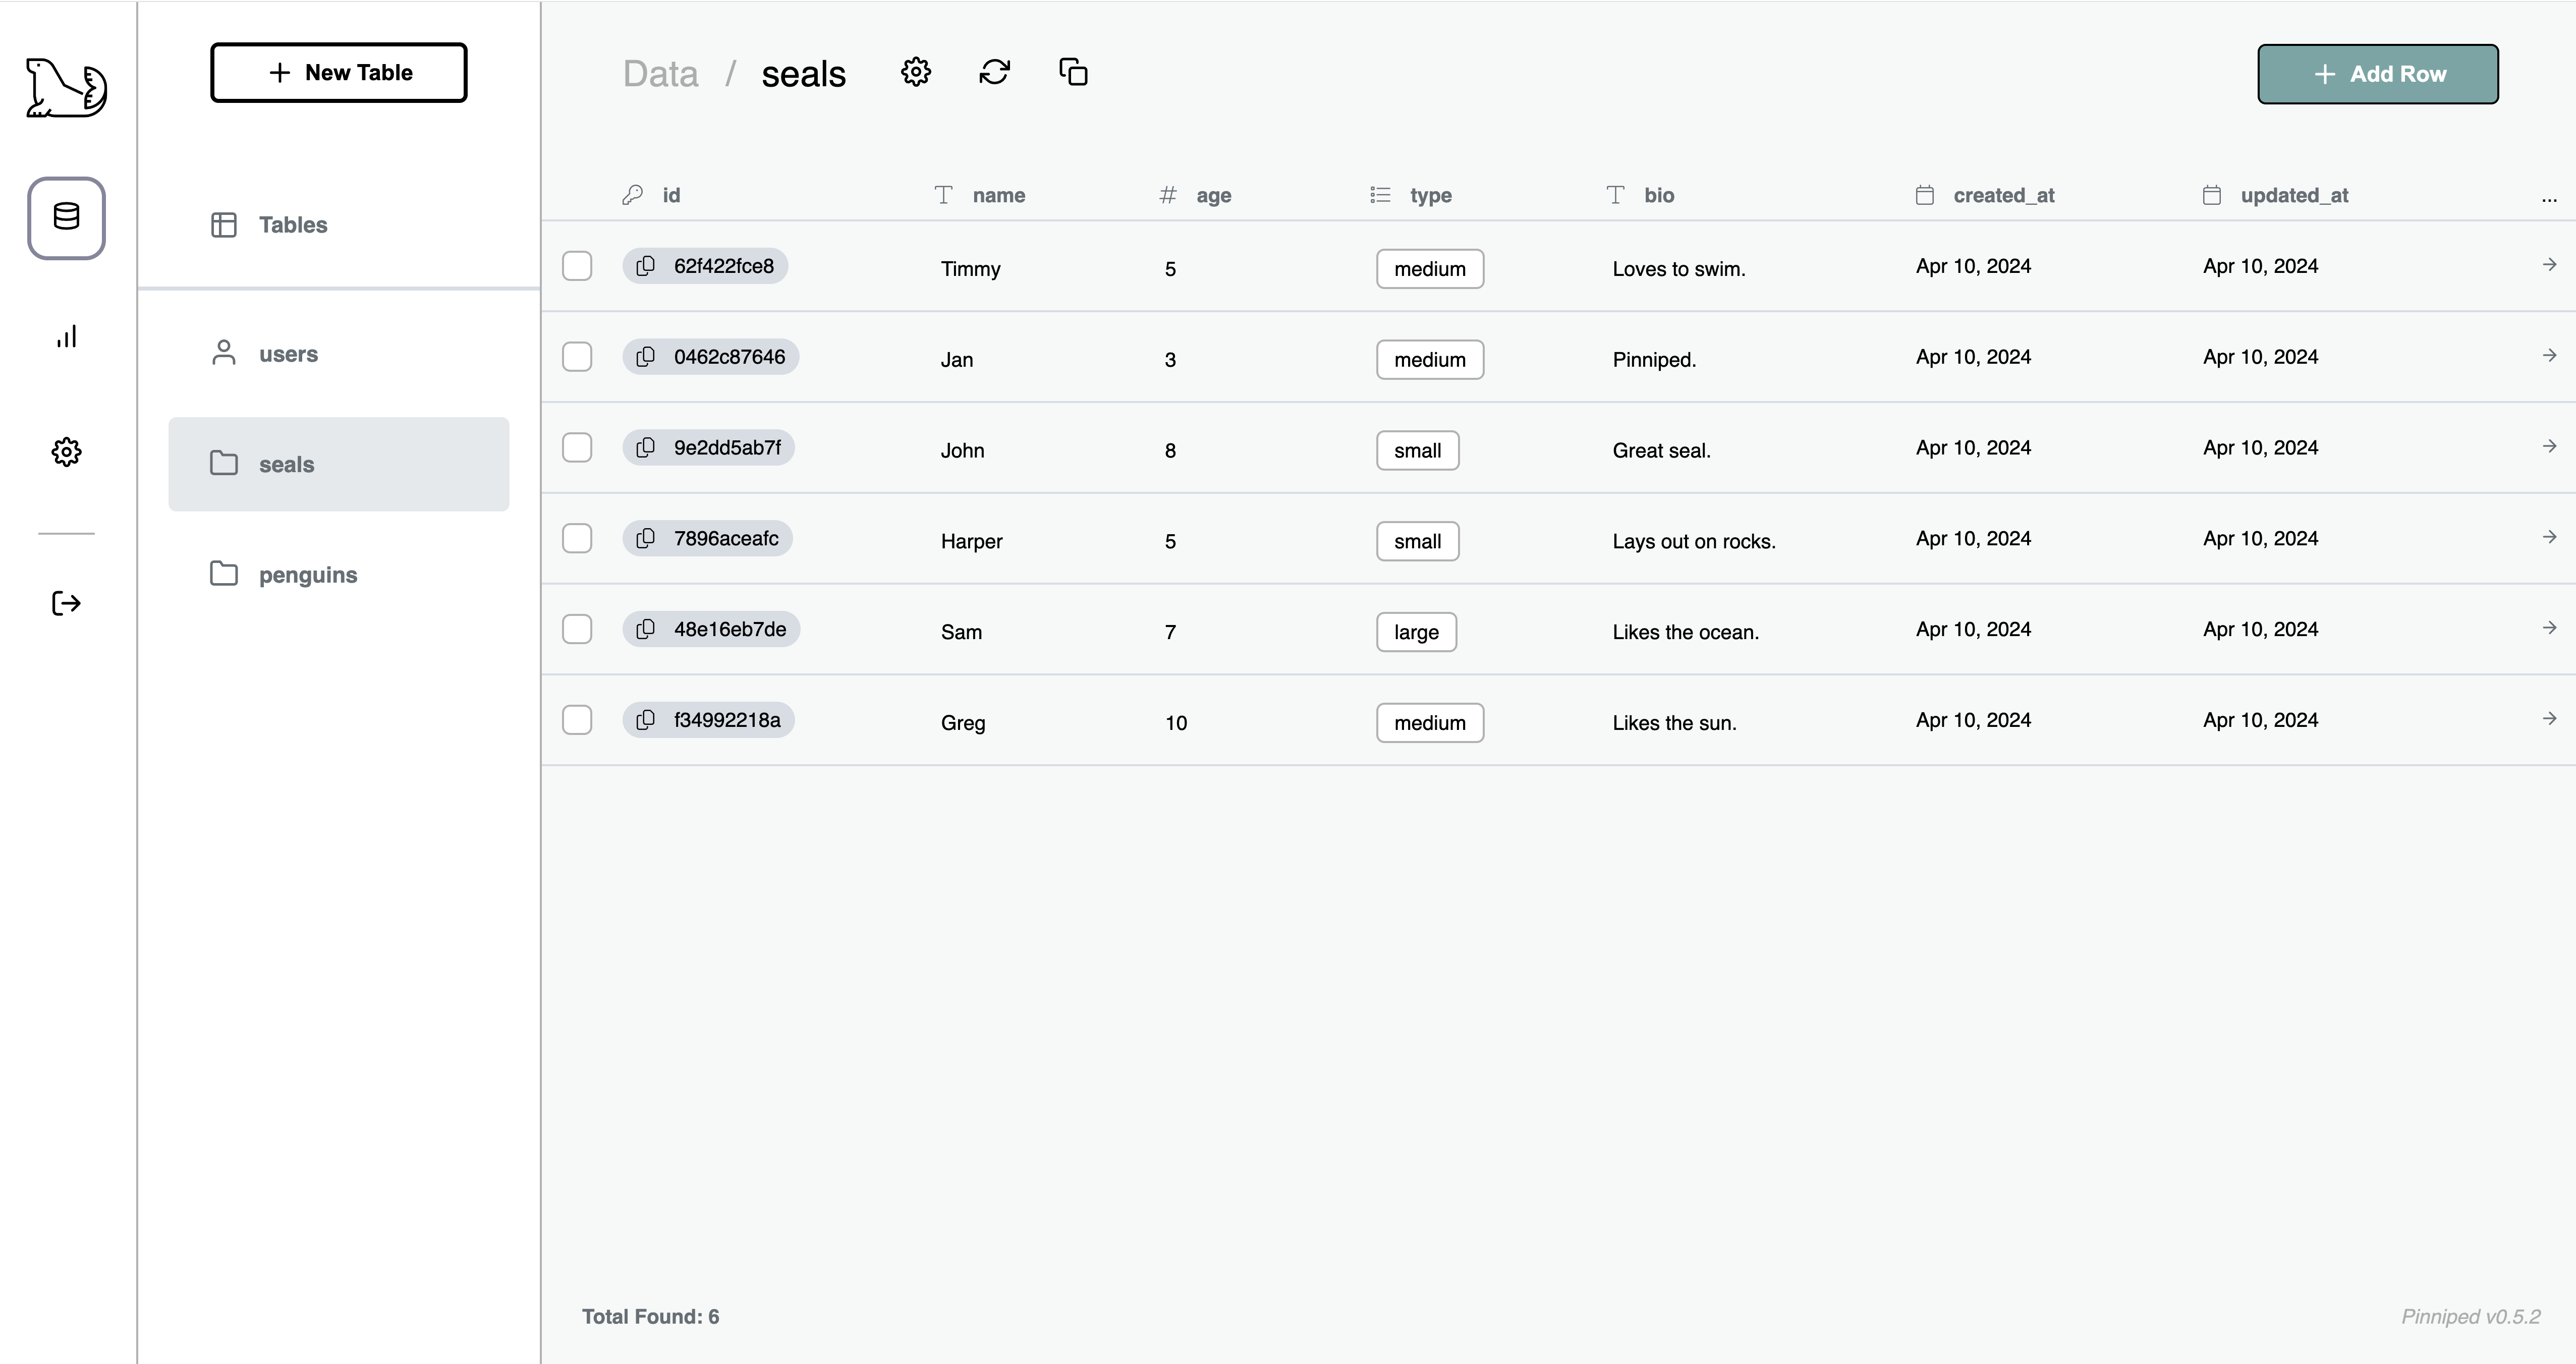 New Table
Tables
users
seals
penguins
Data / seals
Add Row
id name age type bio created_at updated_at ...
62f422fce8 Timmy 5 medium Loves to swim. Apr 10, 2024 Apr 10, 2024
0462c87646 Jan 3 medium Pinniped. Apr 10, 2024 Apr 10, 2024
9e2dd5ab7f John 8 small Great seal. Apr 10, 2024 Apr 10, 2024
7896aceafc Harper 5 small Lays out on rocks. Apr 10, 2024 Apr 10, 2024
48e16eb7de Sam 7 large Likes the ocean. Apr 10, 2024 Apr 10, 2024
f34992218a Greg 10 medium Likes the sun. Apr 10, 2024 Apr 10, 2024
Total Found: 6
Pinniped v0.5.2